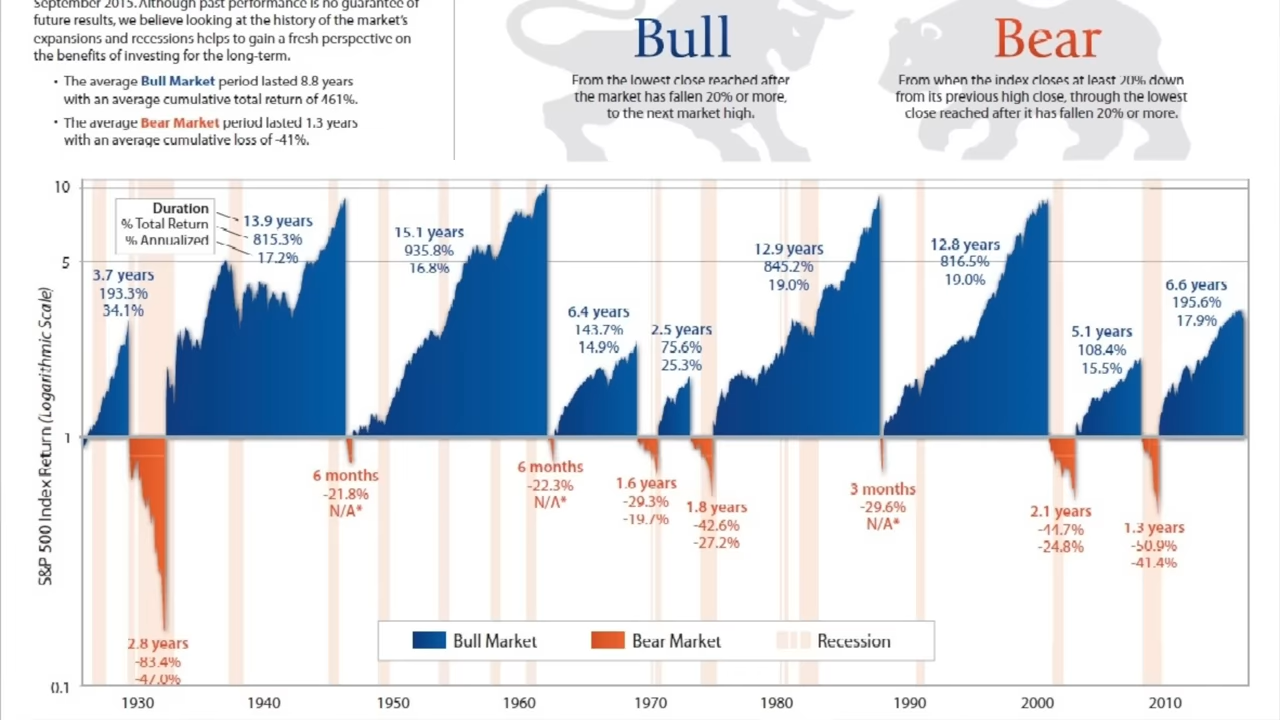 September 2015. Although past performance is no guarantee of
future results, we believe looking at the history of the market's
expansions and recessions helps to gain a fresh perspective on
the benefits of investing for the long-term.
• The average Bull Market period lasted 8.8 years
with an average cumulative total return of 461%.
• The average Bear Market period lasted 1.3 years
with an average cumulative loss of -41%.
Bull
From the lowest close reached after
the market has fallen 20% or more,
to the next market high.
Bear
From when the index closes at least 20% down
from its previous high close, through the lowest
close reached after it has fallen 20% or more.
S&P 500 Index Return (Logarithmic Scale)
10
5
1
0.1
Duration
% Total Return
% Annualized
3.7 years
193.3%
34.1%
13.9 years
815.3%
17.2%
15.1 years
935.8%
16.8%
6.4 years
143.7%
14.9%
2.5 years
75.6%
25.3%
12.9 years
845.2%
19.0%
12.8 years
816.5%
19.0%
5.1 years
108.4%
15.5%
6.6 years
195.6%
17.9%
2.8 years
-83.4%
-47.0%
6 months
-21.8%
N/A*
6 months
-22.3%
N/A*
1.6 years
-29.3%
-19.7%
1.8 years
-42.6%
-27.2%
3 months
-29.6%
N/A*
2.1 years
-44.7%
-24.8%
1.3 years
-50.9%
-41.4%
Bull Market
Bear Market
Recession
1930
1940
1950
1960
1970
1980
1990
2000
2010